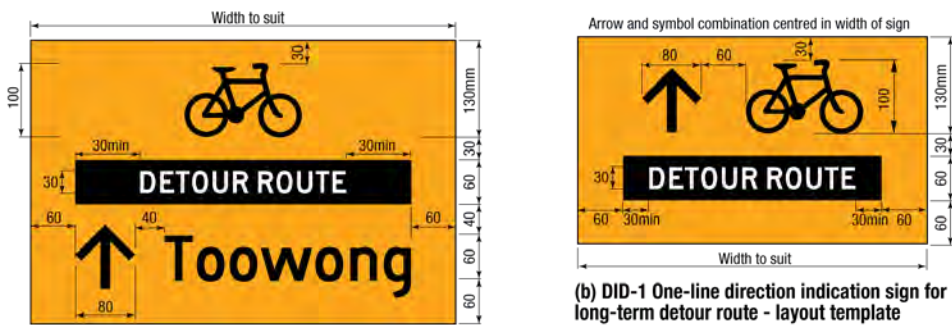 Width to suit
30
100
130mm
30min
30min
30
30
DETOUR ROUTE
60
60
40
60
40
Toowong
60
60
80
Arrow and symbol combination centred in width of sign
80
60
30
130mm
100
30
30
DETOUR ROUTE
60
60
30min
30min
60
60
Width to suit
(b) DID-1 One-line direction indication sign for
long-term detour route - layout template